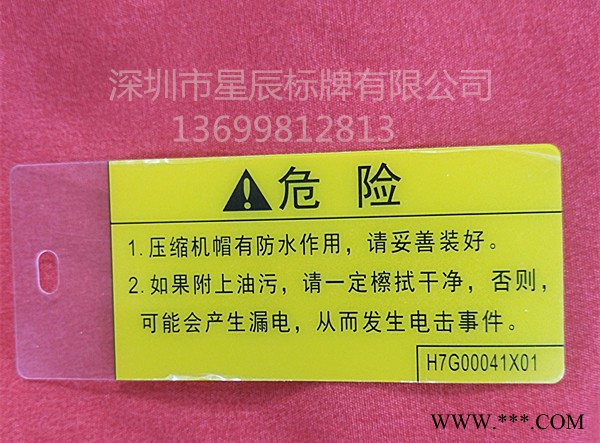 深圳市星辰标牌有限公司
13699812813
危 险
1. 压缩机帽有防水作用，请妥善装好。
2. 如果附上油污，请一定檫拭干净，否则，
可能会产生漏电，从而发生电击事件。
H7G00041X01
WWW.***.COM